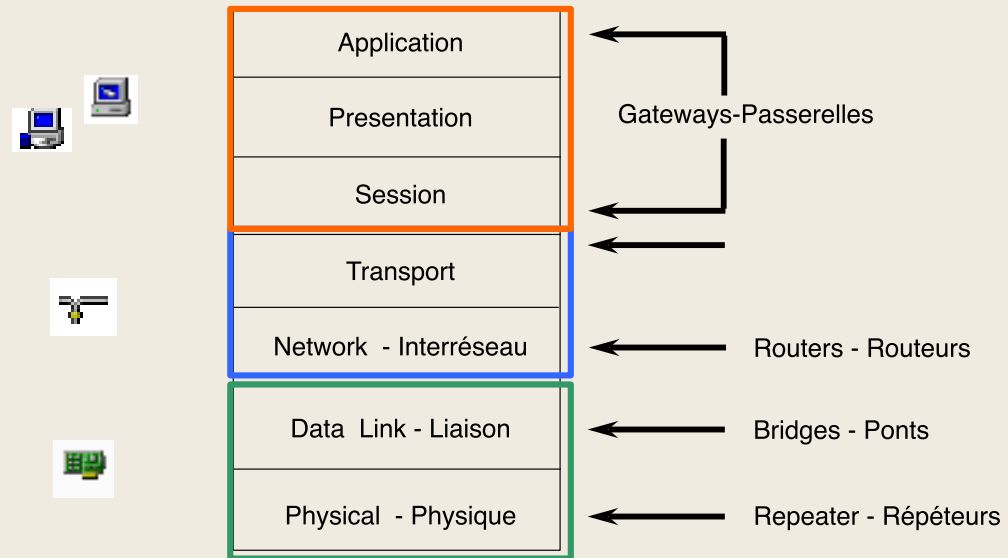 Application
Presentation
Gateways-Passerelles
Session
Transport
Network - Interréseau
Routers - Routeurs
Data Link - Liaison
Bridges - Ponts
Physical - Physique
Repeater - Répéteurs